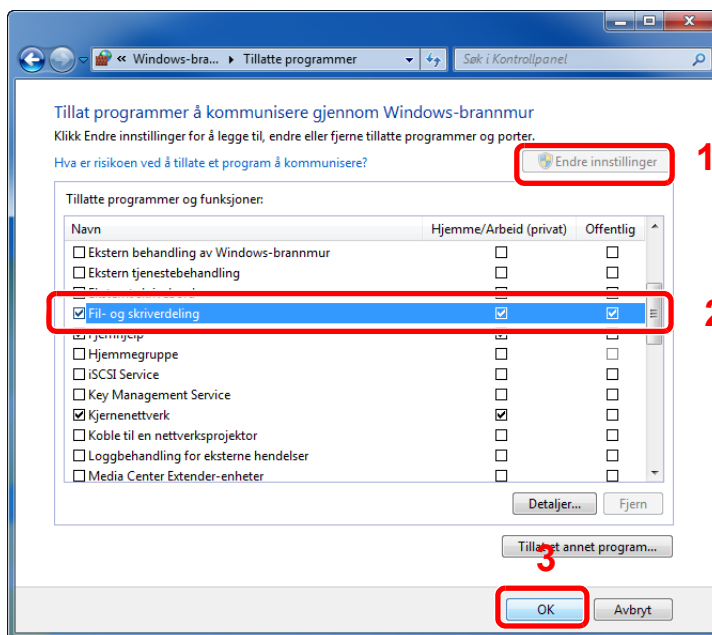 « Windows-bra... ▸ Tillatte programmer
Søk i Kontrollpanel
Tillat programmer å kommunisere gjennom Windows-brannmur
Klikk Endre innstillinger for å legge til, endre eller fjerne tillatte programmer og porter.
Hva er risikoen ved å tillate et program å kommunisere?
Endre innstillinger
1
Tillatte programmer og funksjoner:
Navn Hjemme/Arbeid (privat) Offentlig
Ekstern behandling av Windows-brannmur
Ekstern tjenestebehandling
Fil- og skriverdeling
2
Fjernhjelp
Hjemmegruppe
iSCSI Service
Key Management Service
Kjernenettverk
Koble til en nettverksprojektor
Loggbehandling for eksterne hendelser
Media Center Extender-enheter
Detaljer... Fjern
Tillat et annet program...
3
OK Avbryt